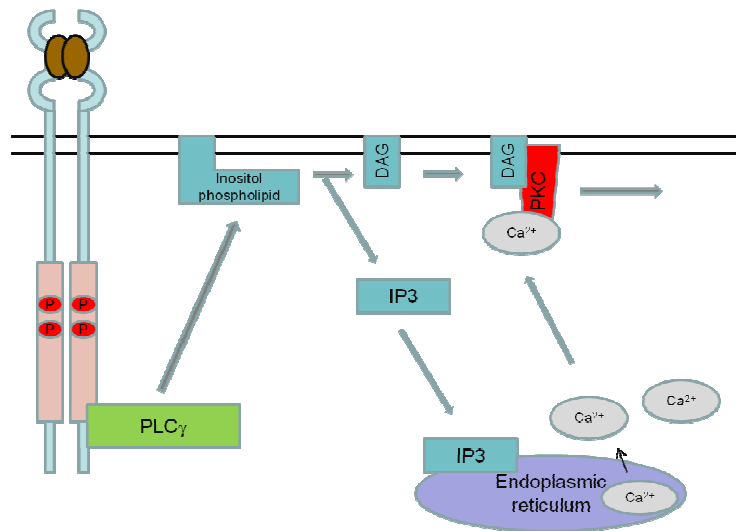 DAG
DAG
Inositol
phospholipid
PKC
Ca2+
IP3
P
P
P
P
PLCγ
Ca2+
Ca2+
IP3
Endoplasmic
reticulum
Ca2+